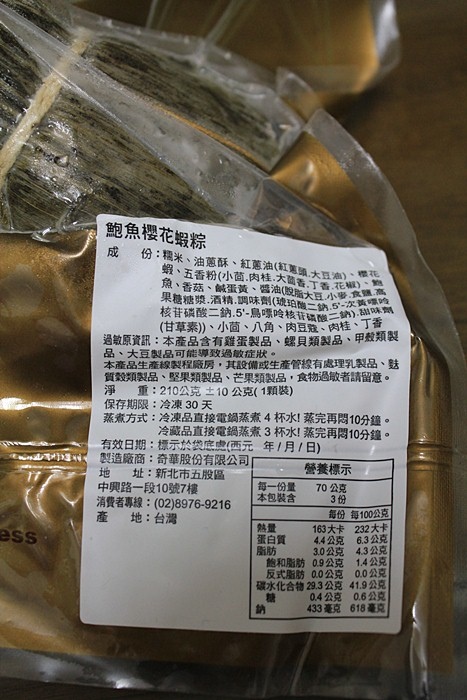 鮑魚櫻花蝦粽
成　份：糯米、油蔥酥、紅蔥油(紅蔥頭,大豆油)、櫻花
蝦、五香粉(小茴,肉桂,大茴香,丁香,花椒)、鮑
魚、香菇、鹹蛋黃、醬油(脫脂大豆,小麥,食鹽,高
果糖糖漿,酒精,調味劑(琥珀酸二鈉,5'-次黃嘌呤
核苷磷酸二鈉,5'-鳥嘌呤核苷磷酸二鈉),甜味劑
(甘草素))、小茴、八角、肉豆蔻、肉桂、丁香
過敏原資訊：本產品含有雞蛋製品、螺貝類製品、甲殼類製
品、大豆製品可能導致過敏症狀。
本產品生產線製程廠房，其設備或生產管線有處理乳製品、麩
質穀類製品、堅果類製品、芒果類製品，食物過敏者請留意。
淨　重：210公克 ±10 公克(1顆裝)
保存期限：冷凍 30 天
蒸煮方式：冷凍品直接電鍋蒸煮 4 杯水! 蒸完再悶10分鐘。
冷藏品直接電鍋蒸煮 3 杯水! 蒸完再悶10分鐘。
有效日期：標示於袋底處(西元　年 / 月 / 日)
製造廠商：奇華股份有限公司
地　址：新北市五股區
中興路一段10號7樓
消費者專線：(02)8976-9216
產　地：台灣
營養標示
每一份量　70 公克
本包裝含　3 份
每份　每100公克
熱量　163 大卡　232 大卡
蛋白質　4.4 公克　6.3 公克
脂肪　3.0 公克　4.3 公克
飽和脂肪　0.9 公克　1.4 公克
反式脂肪　0.0 公克　0.0 公克
碳水化合物　29.3 公克　41.9 公克
糖　0.4 公克　0.6 公克
鈉　433 毫克　618 毫克
ess